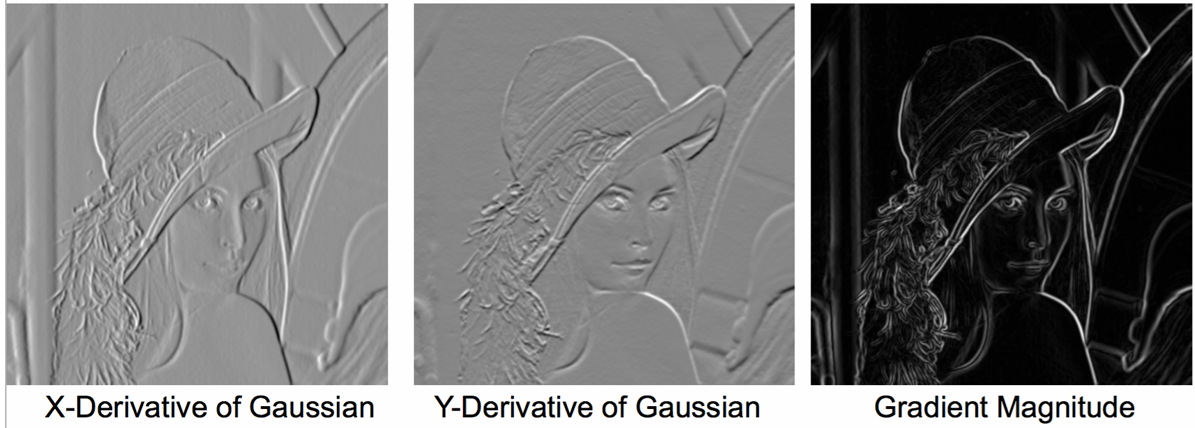 X-Derivative of Gaussian
Y-Derivative of Gaussian
Gradient Magnitude